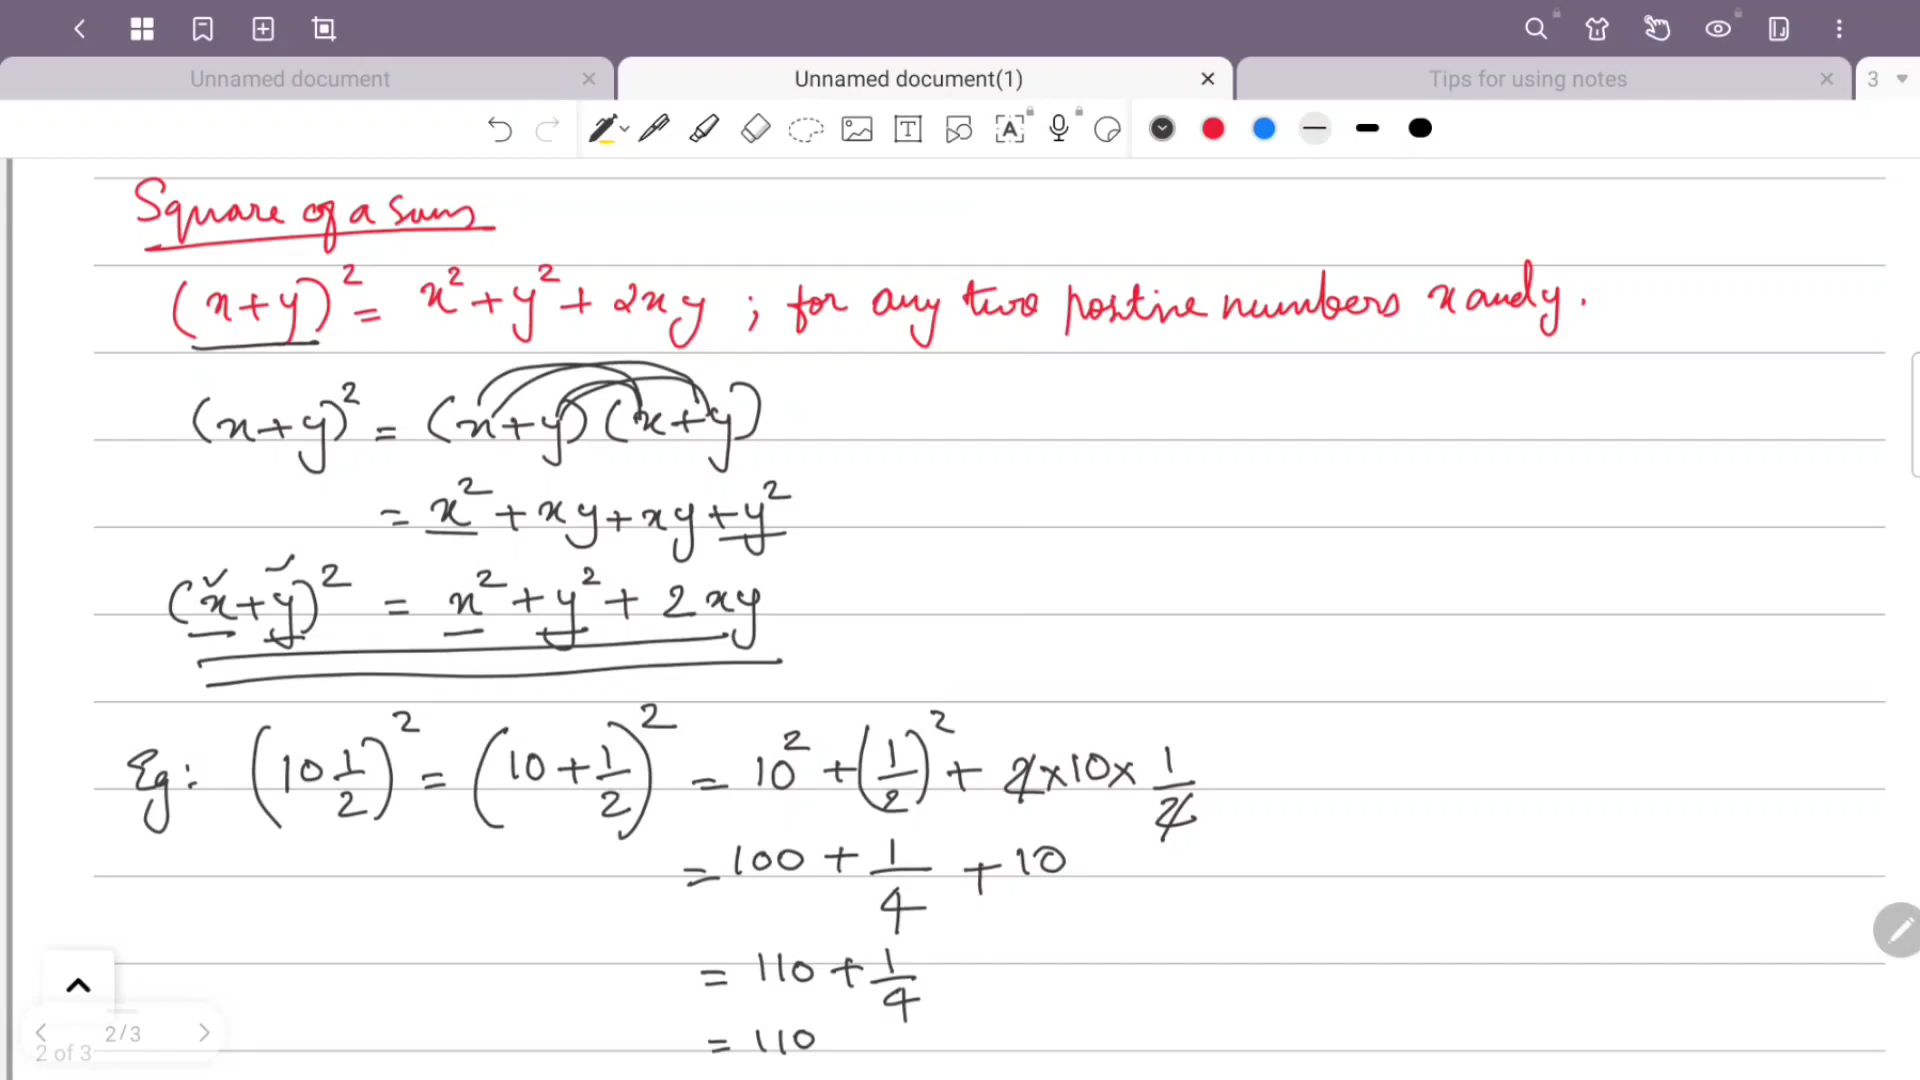 Unnamed document
Unnamed document(1)
Tips for using notes
3
Square of a sum
(x+y)² = x² + y² + 2xy ; for any two positive numbers x and y.
(x+y)² = (x+y)(x+y)
= x² + xy + xy + y²
(x+y)² = x² + y² + 2xy
Eg: (10 1/2)² = (10 + 1/2)² = 10² + (1/2)² + 2×10× 1/2
= 100 + 1/4 + 10
= 110 + 1/4
= 110
2/3
2 of 3